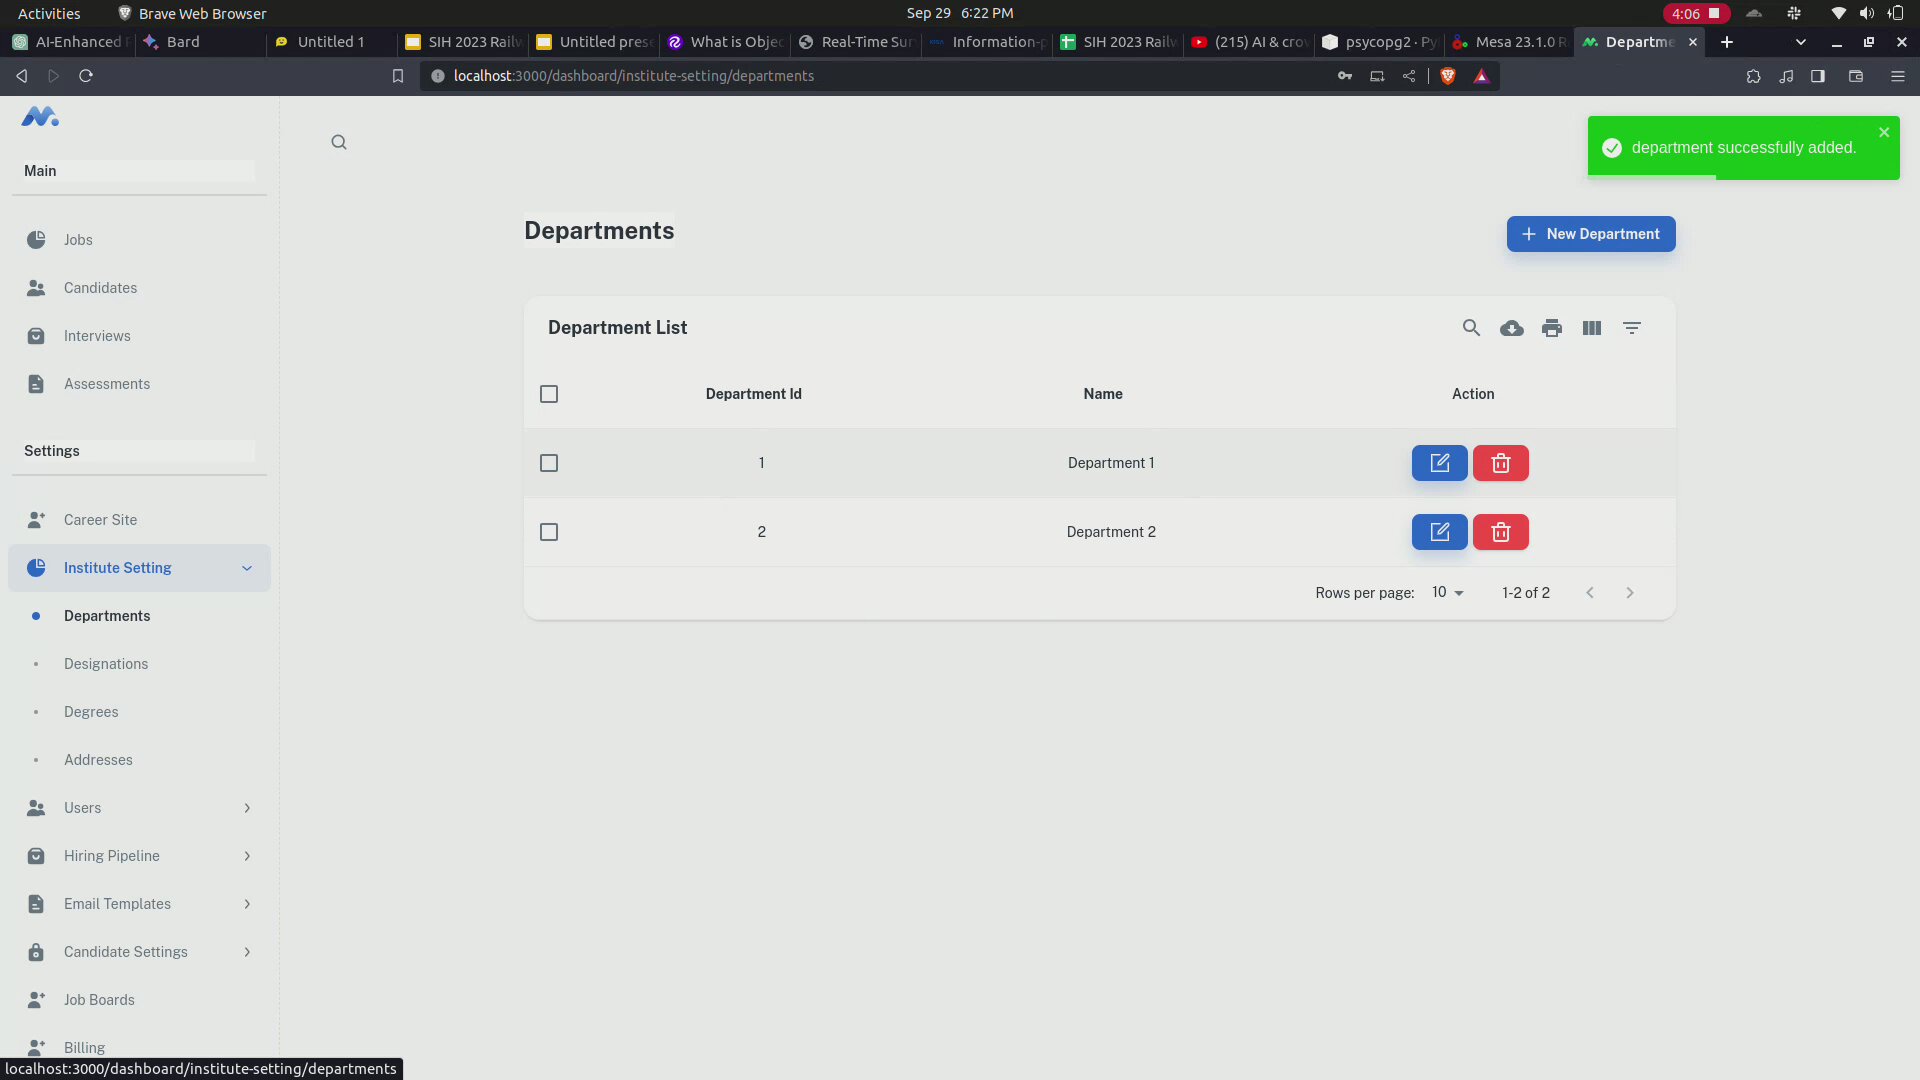 Activities
Brave Web Browser
Sep 29 6:22 PM
4:06
AI-Enhanced
Bard
Untitled 1
SIH 2023 Railw
Untitled prese
What is Objec
Real-Time Sur
Information-p
SIH 2023 Railw
(215) AI & crow
psycopg2 · Py
Mesa 23.1.0 R
Departme
localhost:3000/dashboard/institute-setting/departments
department successfully added.
Main
Jobs
Candidates
Interviews
Assessments
Settings
Career Site
Institute Setting
Departments
Designations
Degrees
Addresses
Users
Hiring Pipeline
Email Templates
Candidate Settings
Job Boards
Billing
Departments
New Department
Department List
Department Id Name Action
1 Department 1
2 Department 2
Rows per page: 10 1-2 of 2
localhost:3000/dashboard/institute-setting/departments